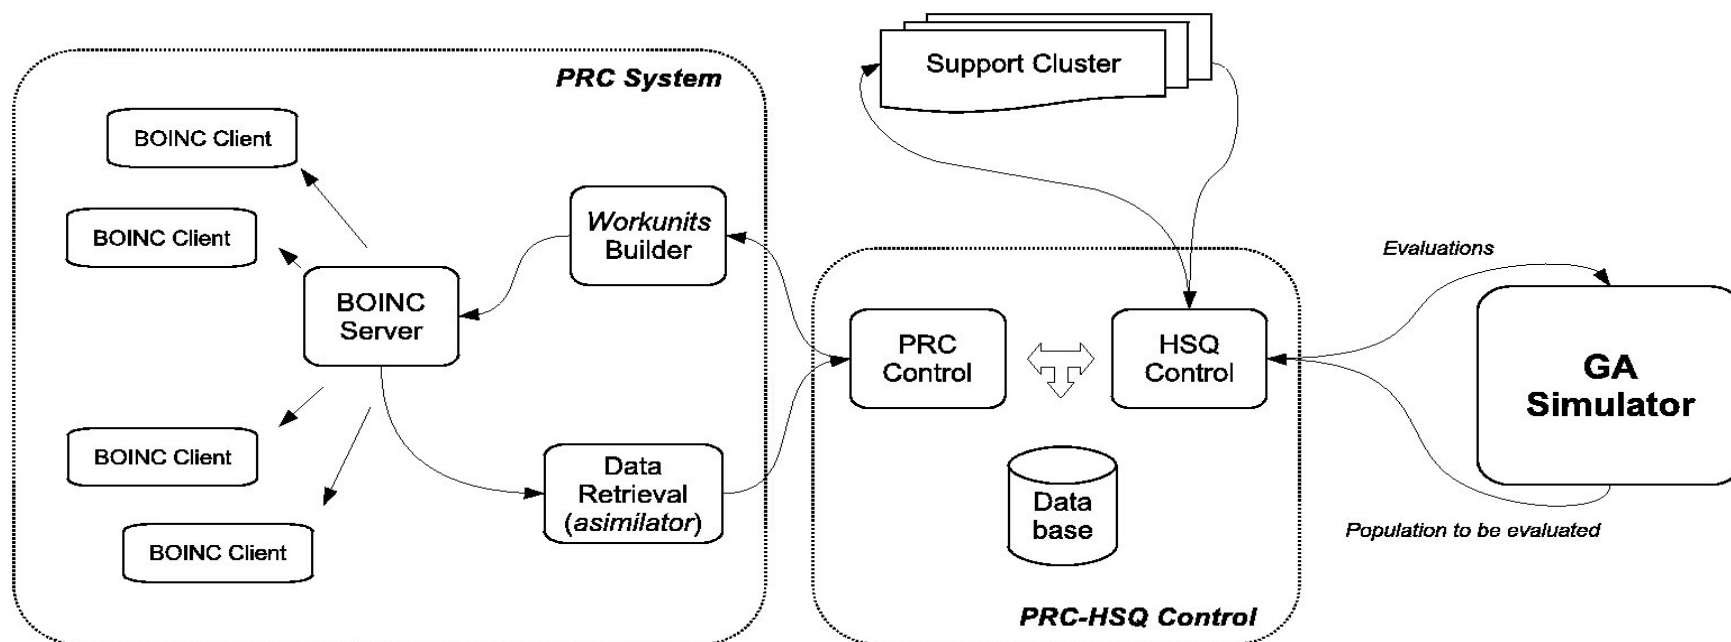 PRC System
BOINC Client
BOINC Client
BOINC Server
BOINC Client
BOINC Client
Workunits
Builder
Data
Retrieval
(asimilator)
Support Cluster
PRC
Control
HSQ
Control
Data
base
PRC-HSQ Control
Evaluations
GA
Simulator
Population to be evaluated